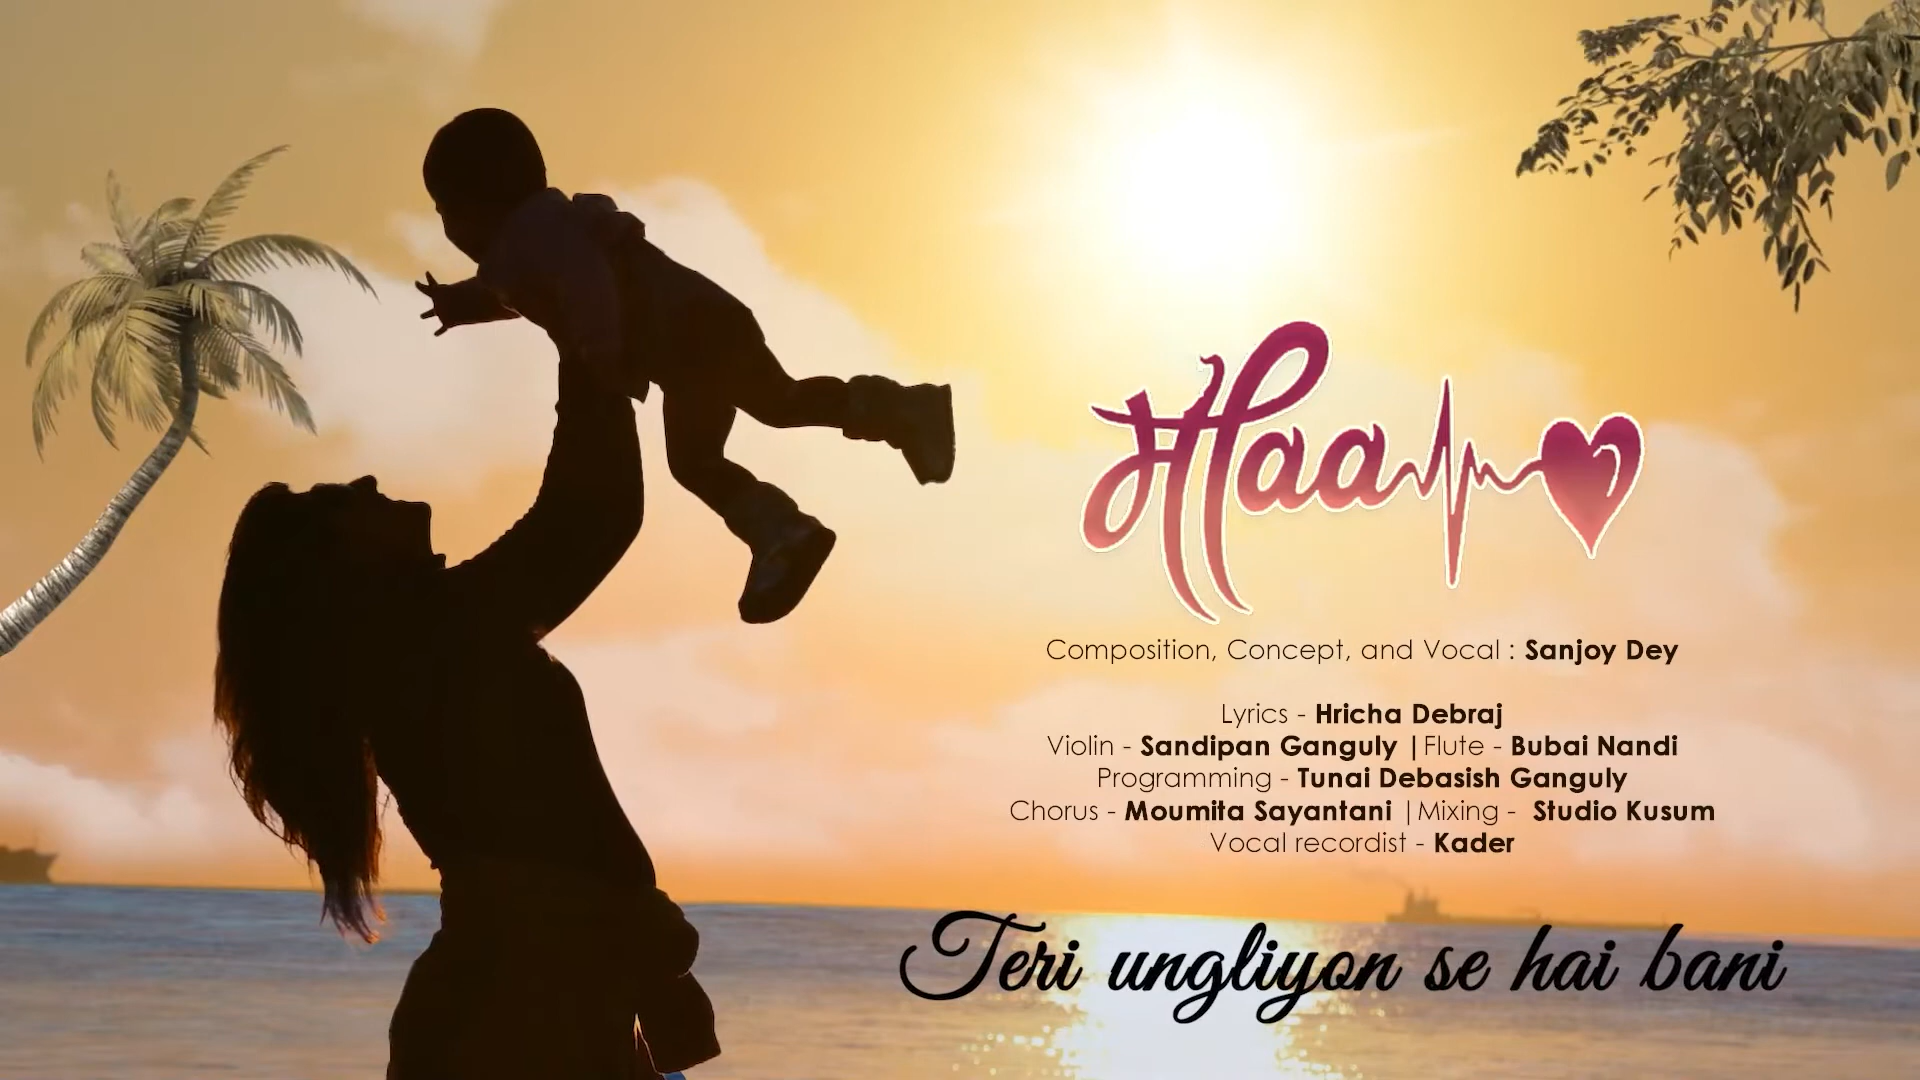 माँaa
Composition, Concept, and Vocal : Sanjoy Dey
Lyrics - Hricha Debraj
Violin - Sandipan Ganguly | Flute - Bubai Nandi
Programming - Tunai Debasish Ganguly
Chorus - Moumita Sayantani | Mixing - Studio Kusum
Vocal recordist - Kader
Teri ungliyon se hai bani